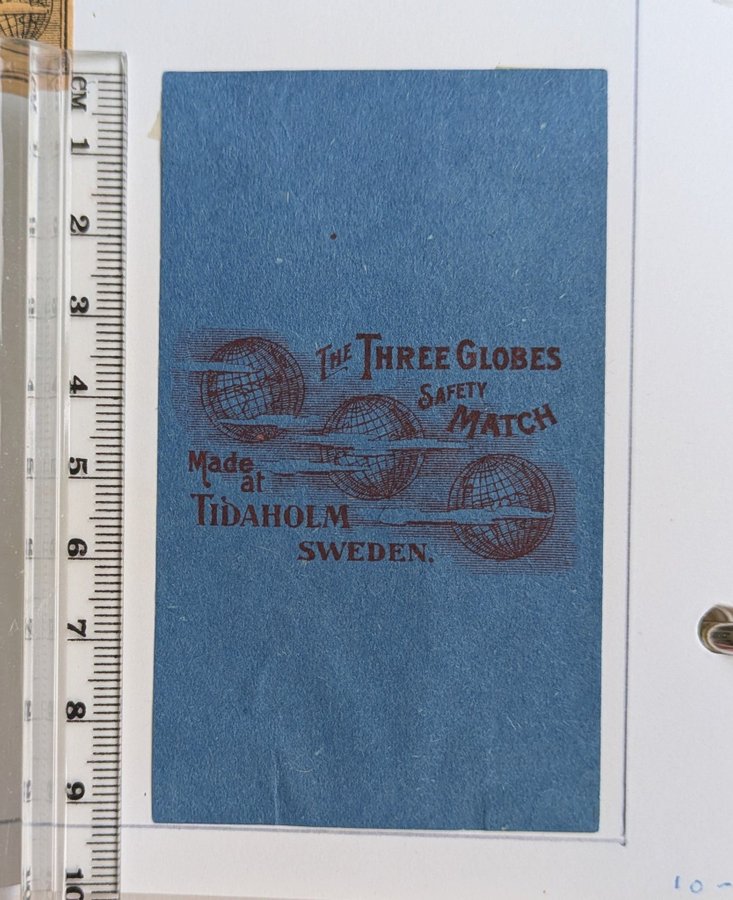 THE THREE GLOBES
SAFETY
MATCH
Made
at
TIDAHOLM
SWEDEN.
CM
1
2
3
4
5
6
7
8
9
10
10-